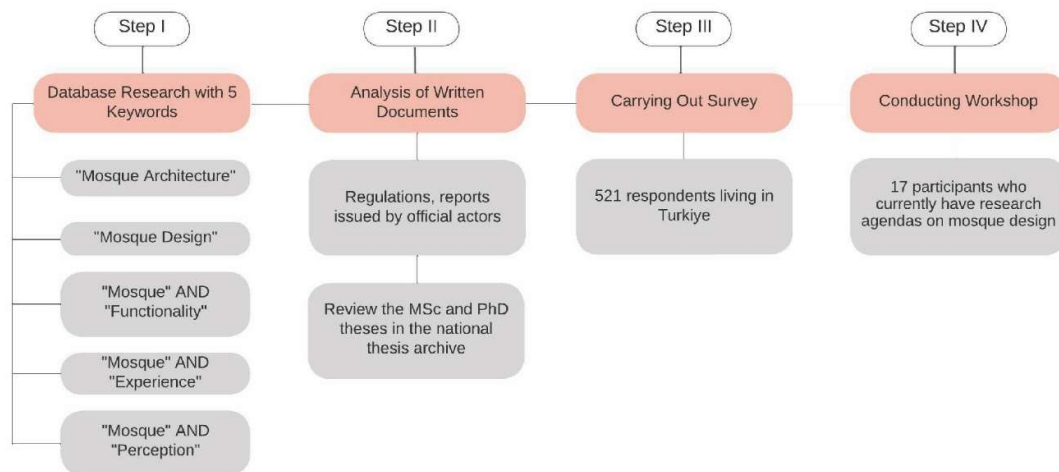 Step I
Step II
Step III
Step IV
Database Research with 5
Keywords
Analysis of Written
Documents
Carrying Out Survey
Conducting Workshop
"Mosque Architecture"
"Mosque Design"
"Mosque" AND
"Functionality"
"Mosque" AND
"Experience"
"Mosque" AND
"Perception"
Regulations, reports
issued by official actors
Review the MSc and PhD
theses in the national
thesis archive
521 respondents living in
Turkiye
17 participants who
currently have research
agendas on mosque design